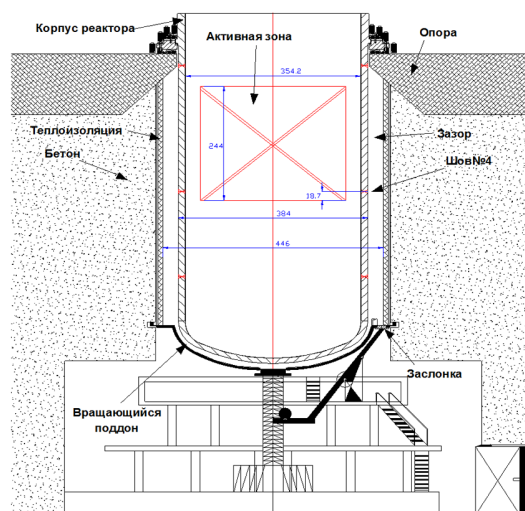 Корпус реактора
Активная зона
Опора
354.2
Теплоизоляция
Бетон
244
Зазор
Шов№4
18.7
384
446
Заслонка
Вращающийся
поддон